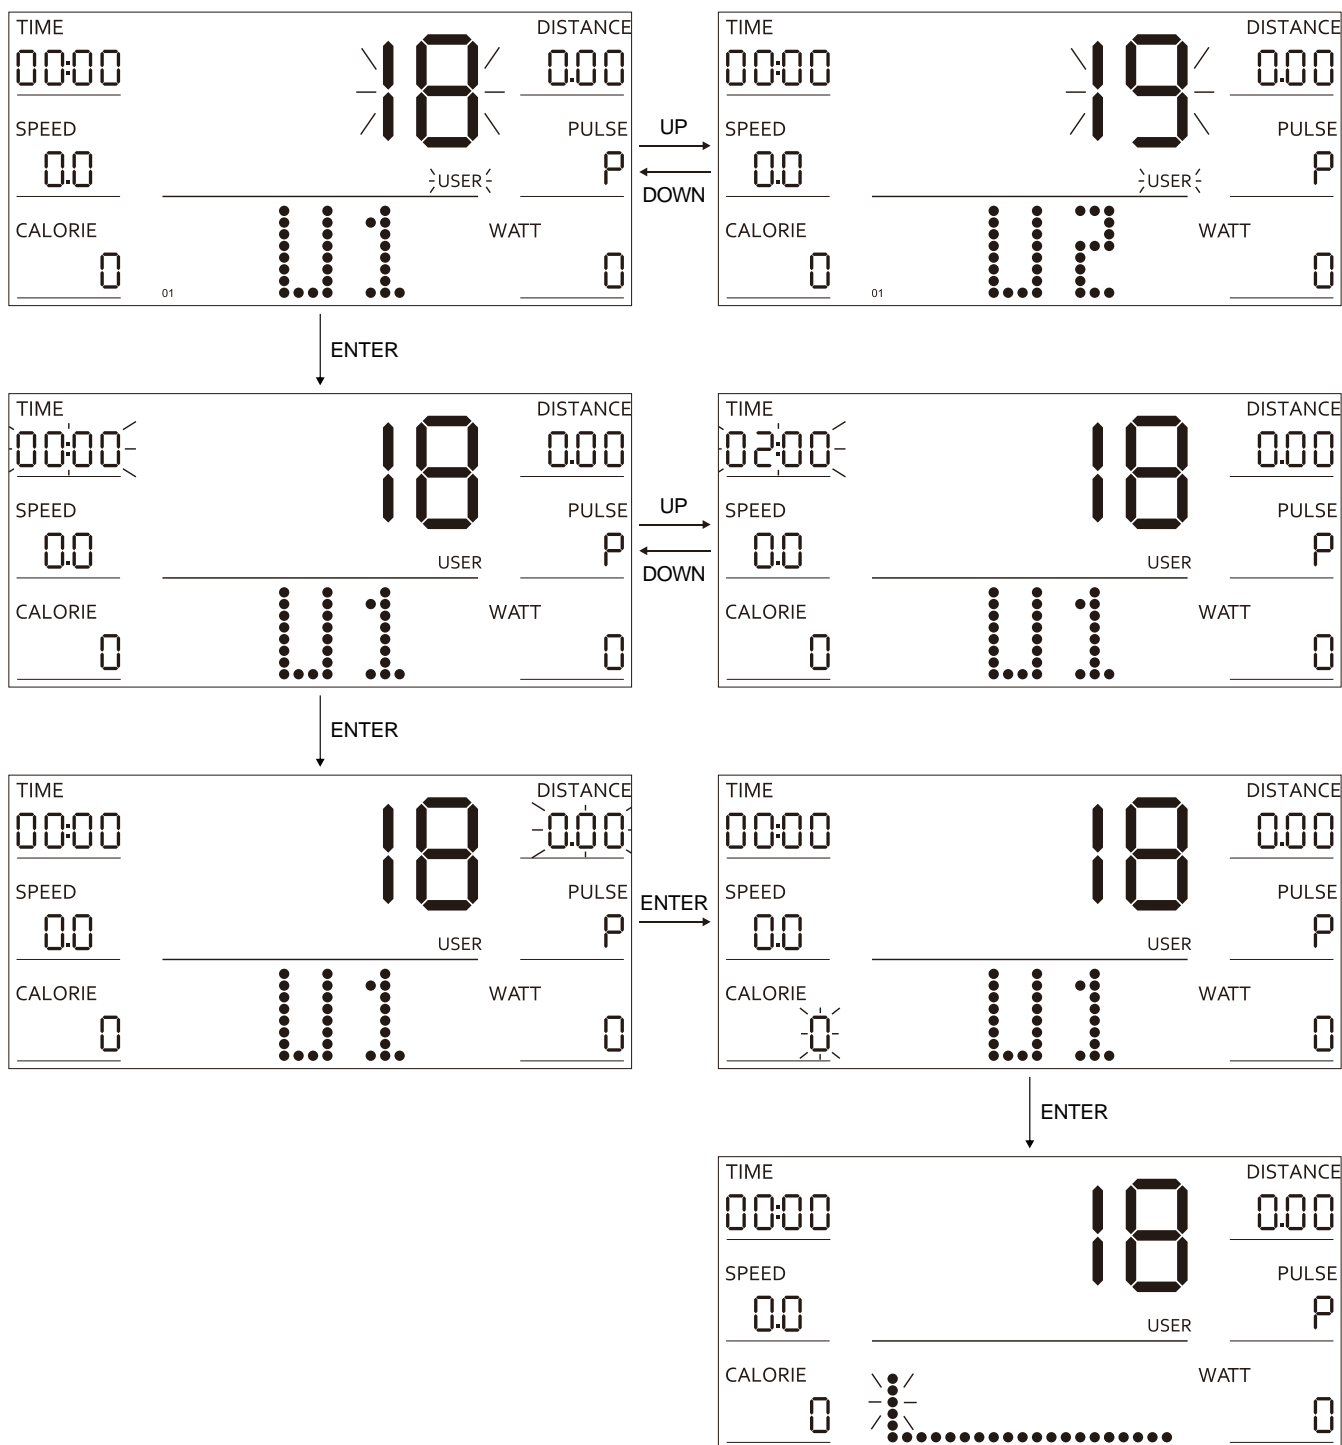 TIME
DISTANCE
00:00
18
0.00
SPEED
PULSE
0.0
P
USER
CALORIE
WATT
0
U1
0
01
UP
DOWN
TIME
DISTANCE
00:00
19
0.00
SPEED
PULSE
0.0
P
USER
CALORIE
WATT
0
U2
0
01
ENTER
TIME
DISTANCE
00:00
18
0.00
SPEED
PULSE
0.0
P
USER
CALORIE
WATT
0
U1
0
UP
DOWN
TIME
DISTANCE
02:00
18
0.00
SPEED
PULSE
0.0
P
USER
CALORIE
WATT
0
U1
0
ENTER
TIME
DISTANCE
00:00
18
0.00
SPEED
PULSE
0.0
P
USER
CALORIE
WATT
0
U1
0
ENTER
TIME
DISTANCE
00:00
18
0.00
SPEED
PULSE
0.0
P
USER
CALORIE
WATT
0
U1
0
ENTER
TIME
DISTANCE
00:00
18
0.00
SPEED
PULSE
0.0
P
USER
CALORIE
WATT
0
0